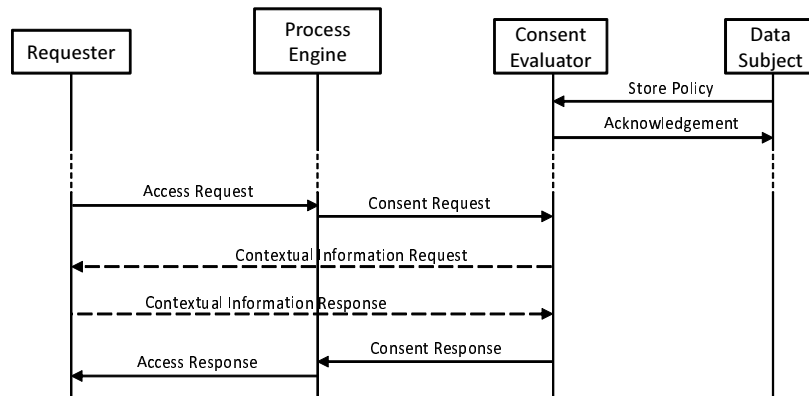 Requester
Process
Engine
Consent
Evaluator
Data
Subject
Store Policy
Acknowledgement
Access Request
Consent Request
Contextual Information Request
Contextual Information Response
Consent Response
Access Response